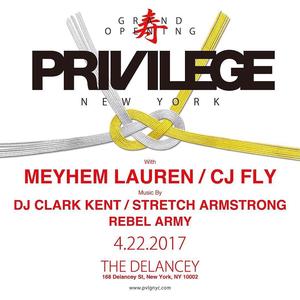 GRAND
OPENING
寿
PRIVILEGE
NEW YORK
With
MEYHEM LAUREN / CJ FLY
Music By
DJ CLARK KENT / STRETCH ARMSTRONG
REBEL ARMY
4.22.2017
THE DELANCEY
168 Delancey St, New York, NY 10002
www.pvlgnyc.com